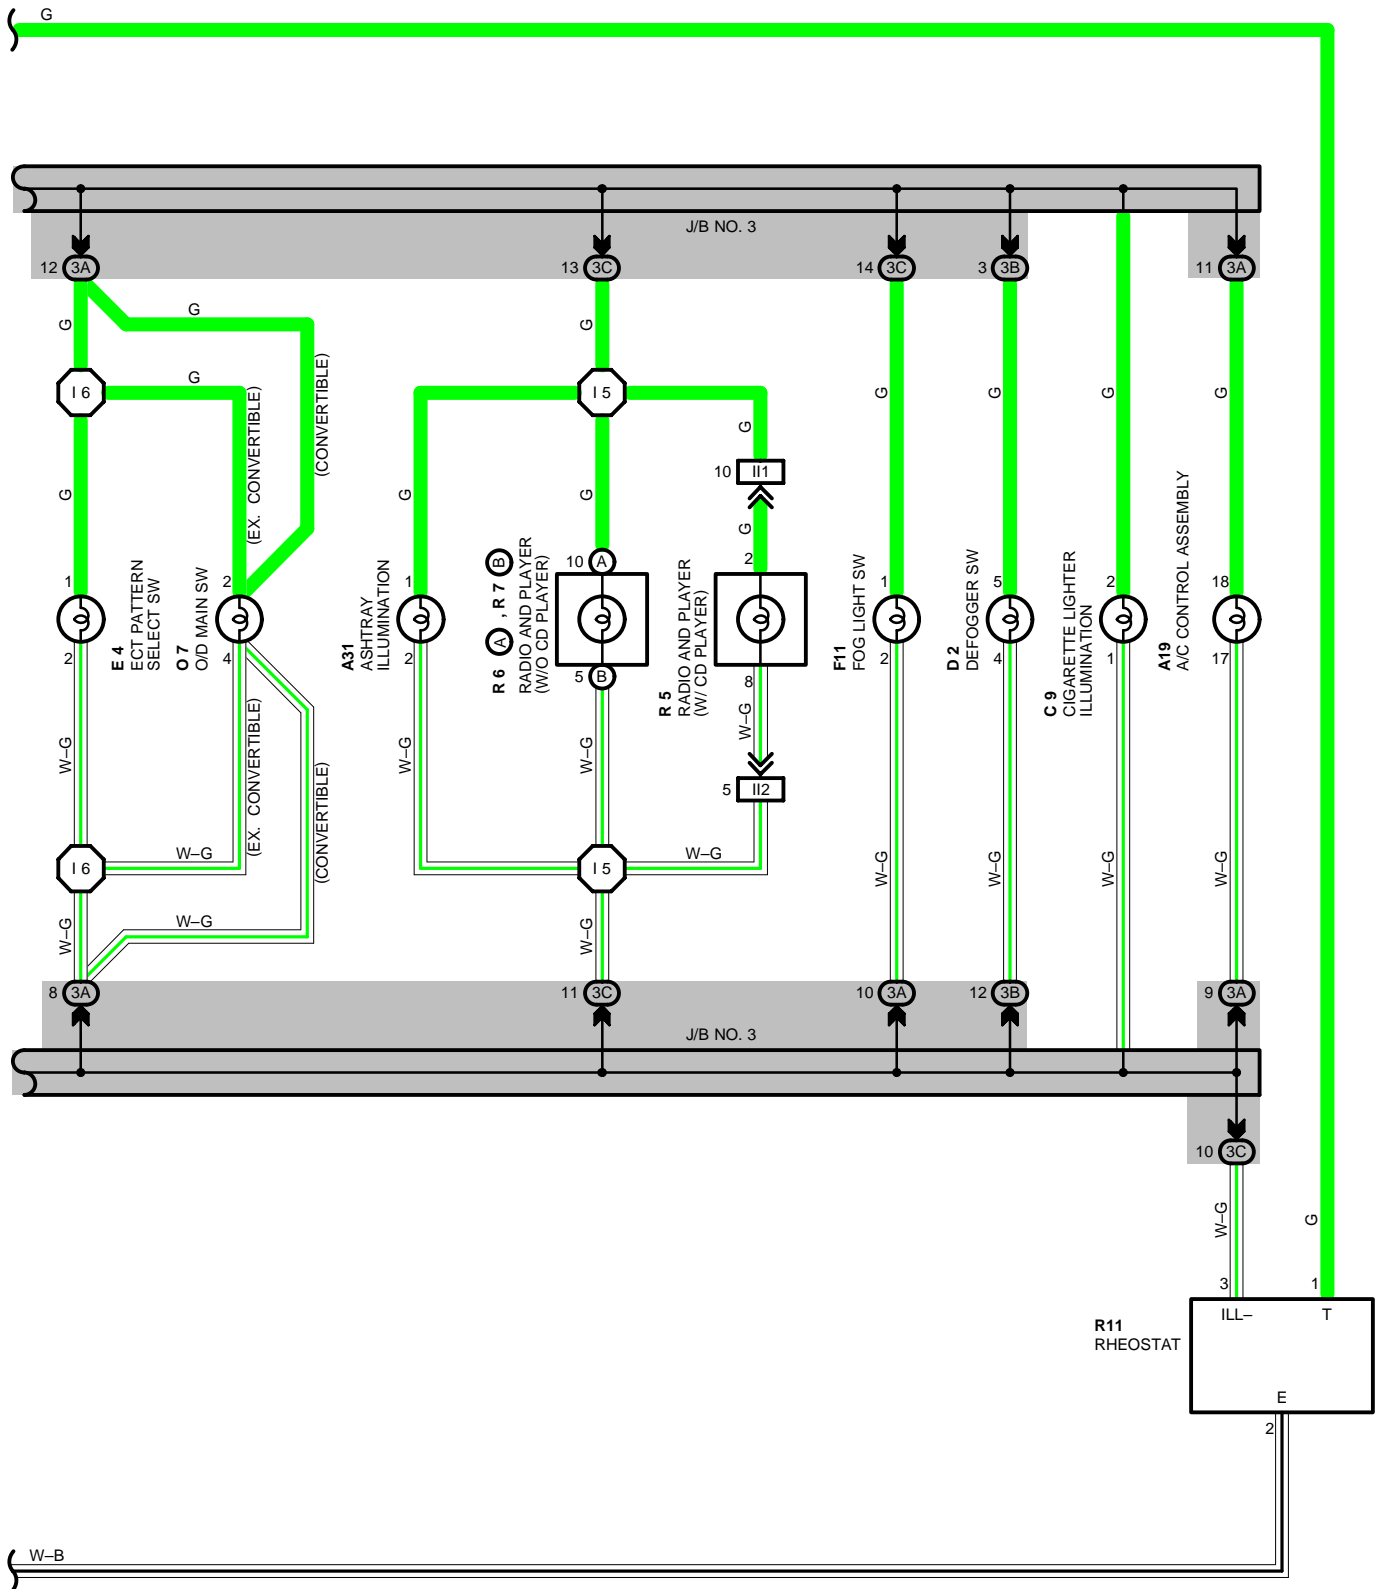 G
J/B NO. 3
12 3A
13 3C
14 3C
3 3B
11 3A
G
G
G
G
G
G
G
G
(CONVERTIBLE)
I 6
I 5
(EX. CONVERTIBLE)
G
G
G
G
10 II1
G
1
2
1
10 A
2
1
5
2
18
E 4
ECT PATTERN
SELECT SW
O 7
O/D MAIN SW
A31
ASHTRAY
ILLUMINATION
R 6 A , R 7 B
RADIO AND PLAYER
(W/O CD PLAYER)
R 5
RADIO AND PLAYER
(W/ CD PLAYER)
F11
FOG LIGHT SW
D 2
DEFOGGER SW
C 9
CIGARETTE LIGHTER
ILLUMINATION
A19
A/C CONTROL ASSEMBLY
2
4
2
5 B
8
2
4
1
17
W–G
(EX. CONVERTIBLE)
(CONVERTIBLE)
W–G
W–G
W–G
5 II2
W–G
W–G
I 6
I 5
W–G
W–G
W–G
W–G
W–G
W–G
W–G
8 3A
11 3C
10 3A
12 3B
9 3A
J/B NO. 3
10 3C
W–G
G
3
1
R11
RHEOSTAT
ILL–
T
E
2
W–B